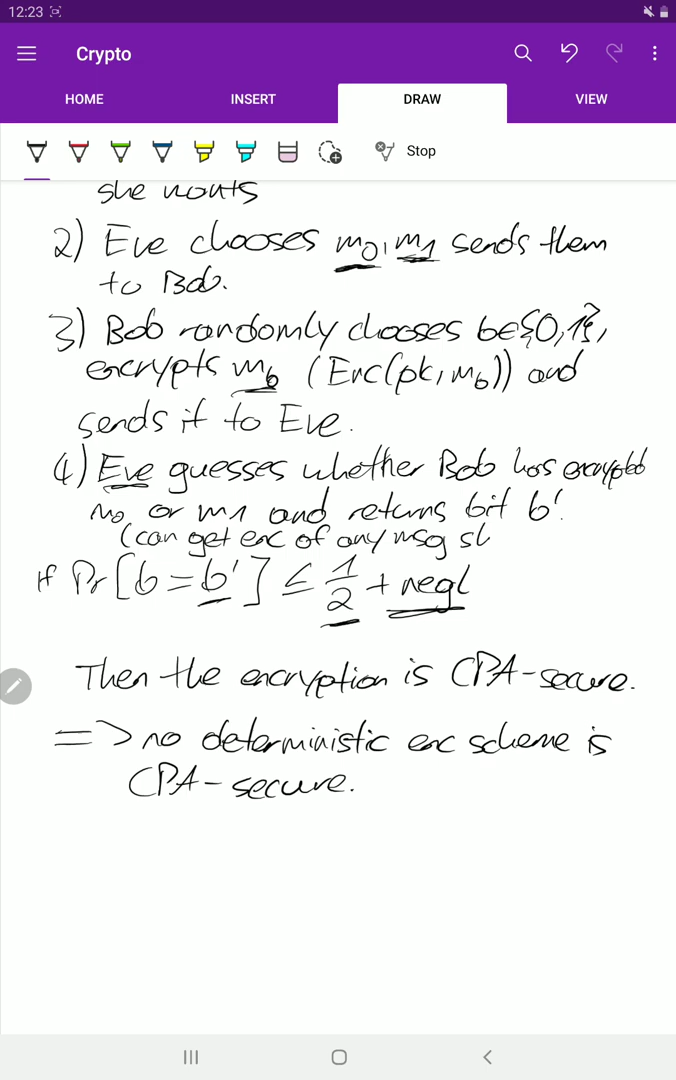 12:23
Crypto
HOME INSERT DRAW VIEW
Stop
she wants
2) Eve chooses m0, m1 sends them
to Bob.
3) Bob randomly chooses b∈{0,1},
encrypts mb (Enc(pk, mb)) and
sends it to Eve.
4) Eve guesses whether Bob has encrypted
m0 or m1 and returns bit b'.
(can get enc of any msg sh
if Pr[b = b'] ≤ 1/2 + negl
Then the encryption is CPA-secure.
=> no deterministic enc scheme is
CPA-secure.